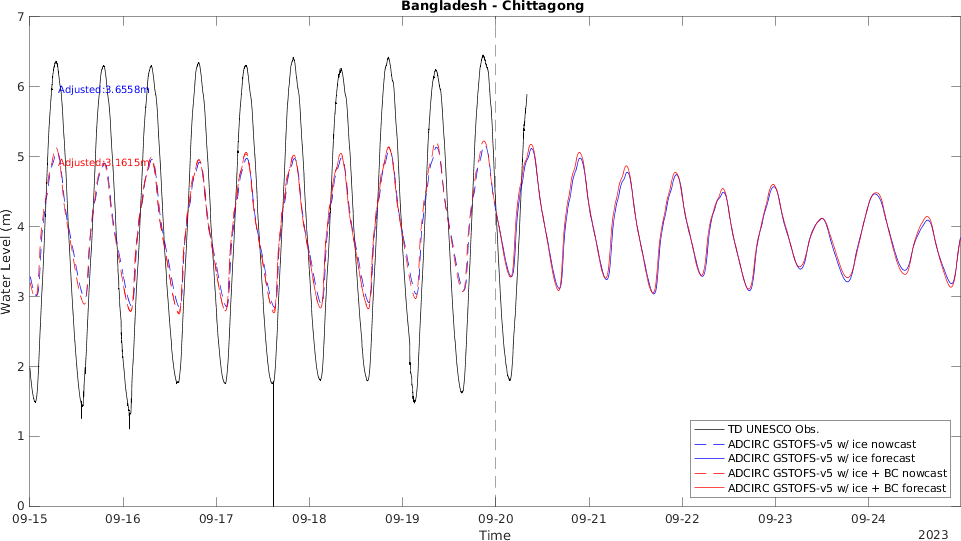 Bangladesh - Chittagong
7
6
5
4
3
2
1
0
Water Level (m)
Adjusted:3.6558m
Adjusted:3.1615m
TD UNESCO Obs.
ADCIRC GSTOFS-v5 w/ ice nowcast
ADCIRC GSTOFS-v5 w/ ice forecast
ADCIRC GSTOFS-v5 w/ ice + BC nowcast
ADCIRC GSTOFS-v5 w/ ice + BC forecast
09-15 09-16 09-17 09-18 09-19 09-20 09-21 09-22 09-23 09-24
Time
2023